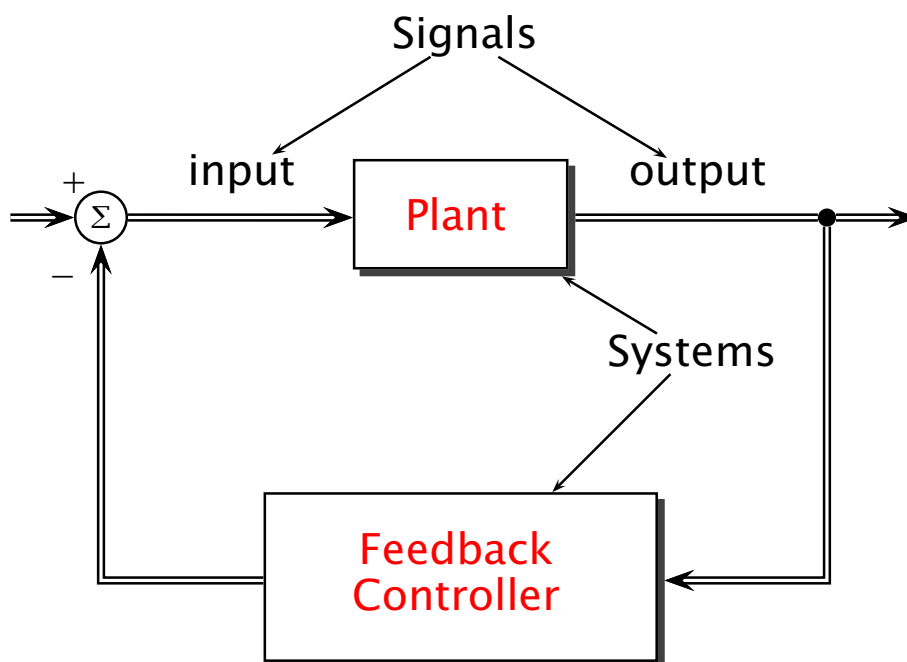 Signals
input
output
+
Σ
Plant
−
Systems
Feedback
Controller